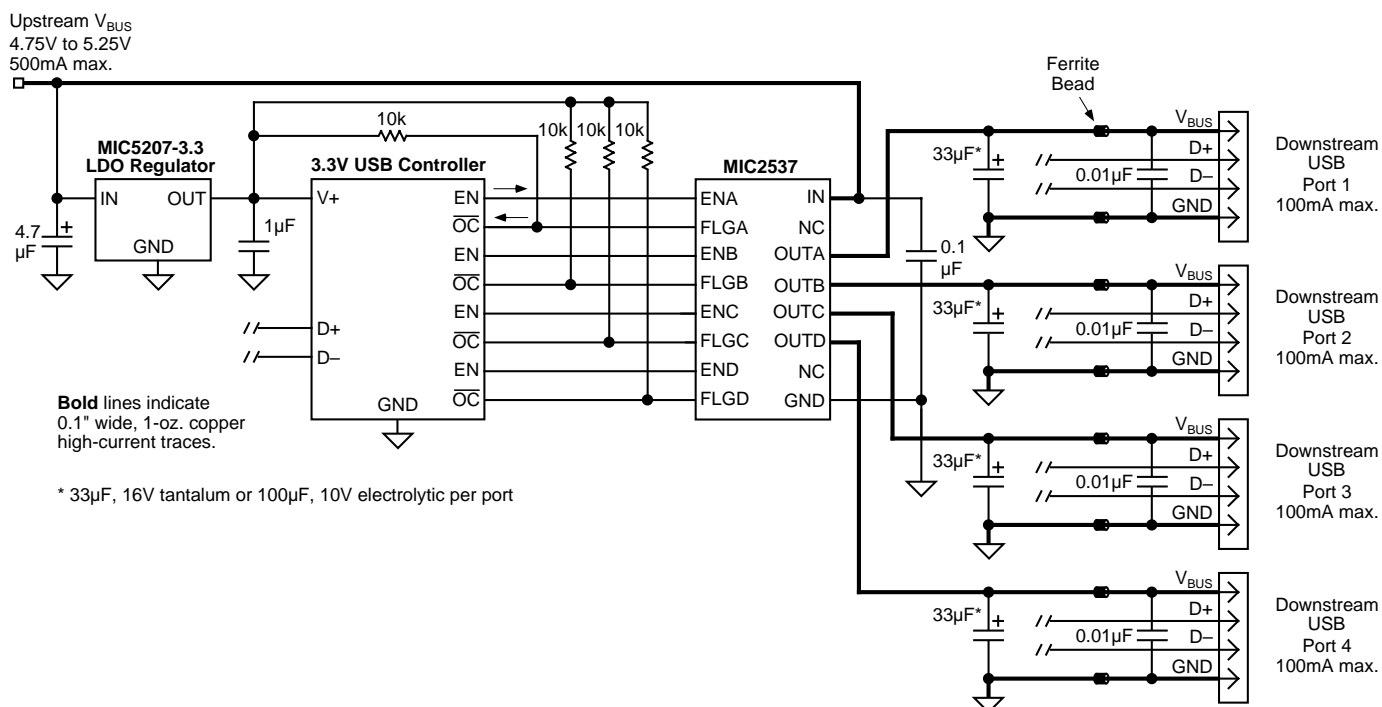 Upstream VBUS
4.75V to 5.25V
500mA max.
MIC5207-3.3
LDO Regulator
IN
OUT
GND
4.7
µF
+
1µF
10k
10k
10k
10k
3.3V USB Controller
V+
EN
OC
EN
OC
EN
OC
EN
OC
D+
D–
GND
MIC2537
ENA
FLGA
ENB
FLGB
ENC
FLGC
END
FLGD
IN
NC
OUTA
OUTB
OUTC
OUTD
NC
GND
0.1
µF
Ferrite
Bead
33µF*
+
0.01µF
VBUS
D+
D–
GND
Downstream
USB
Port 1
100mA max.
33µF*
+
0.01µF
VBUS
D+
D–
GND
Downstream
USB
Port 2
100mA max.
33µF*
+
0.01µF
VBUS
D+
D–
GND
Downstream
USB
Port 3
100mA max.
33µF*
+
0.01µF
VBUS
D+
D–
GND
Downstream
USB
Port 4
100mA max.
Bold lines indicate
0.1" wide, 1-oz. copper
high-current traces.
* 33µF, 16V tantalum or 100µF, 10V electrolytic per port